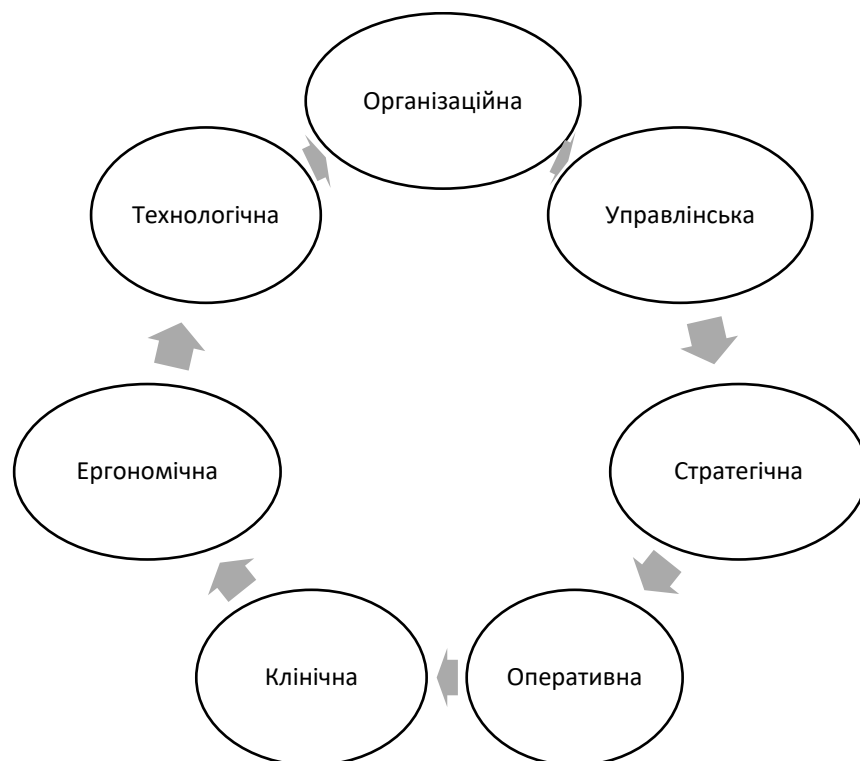 Організаційна
Управлінська
Стратегічна
Оперативна
Клінічна
Ергономічна
Технологічна